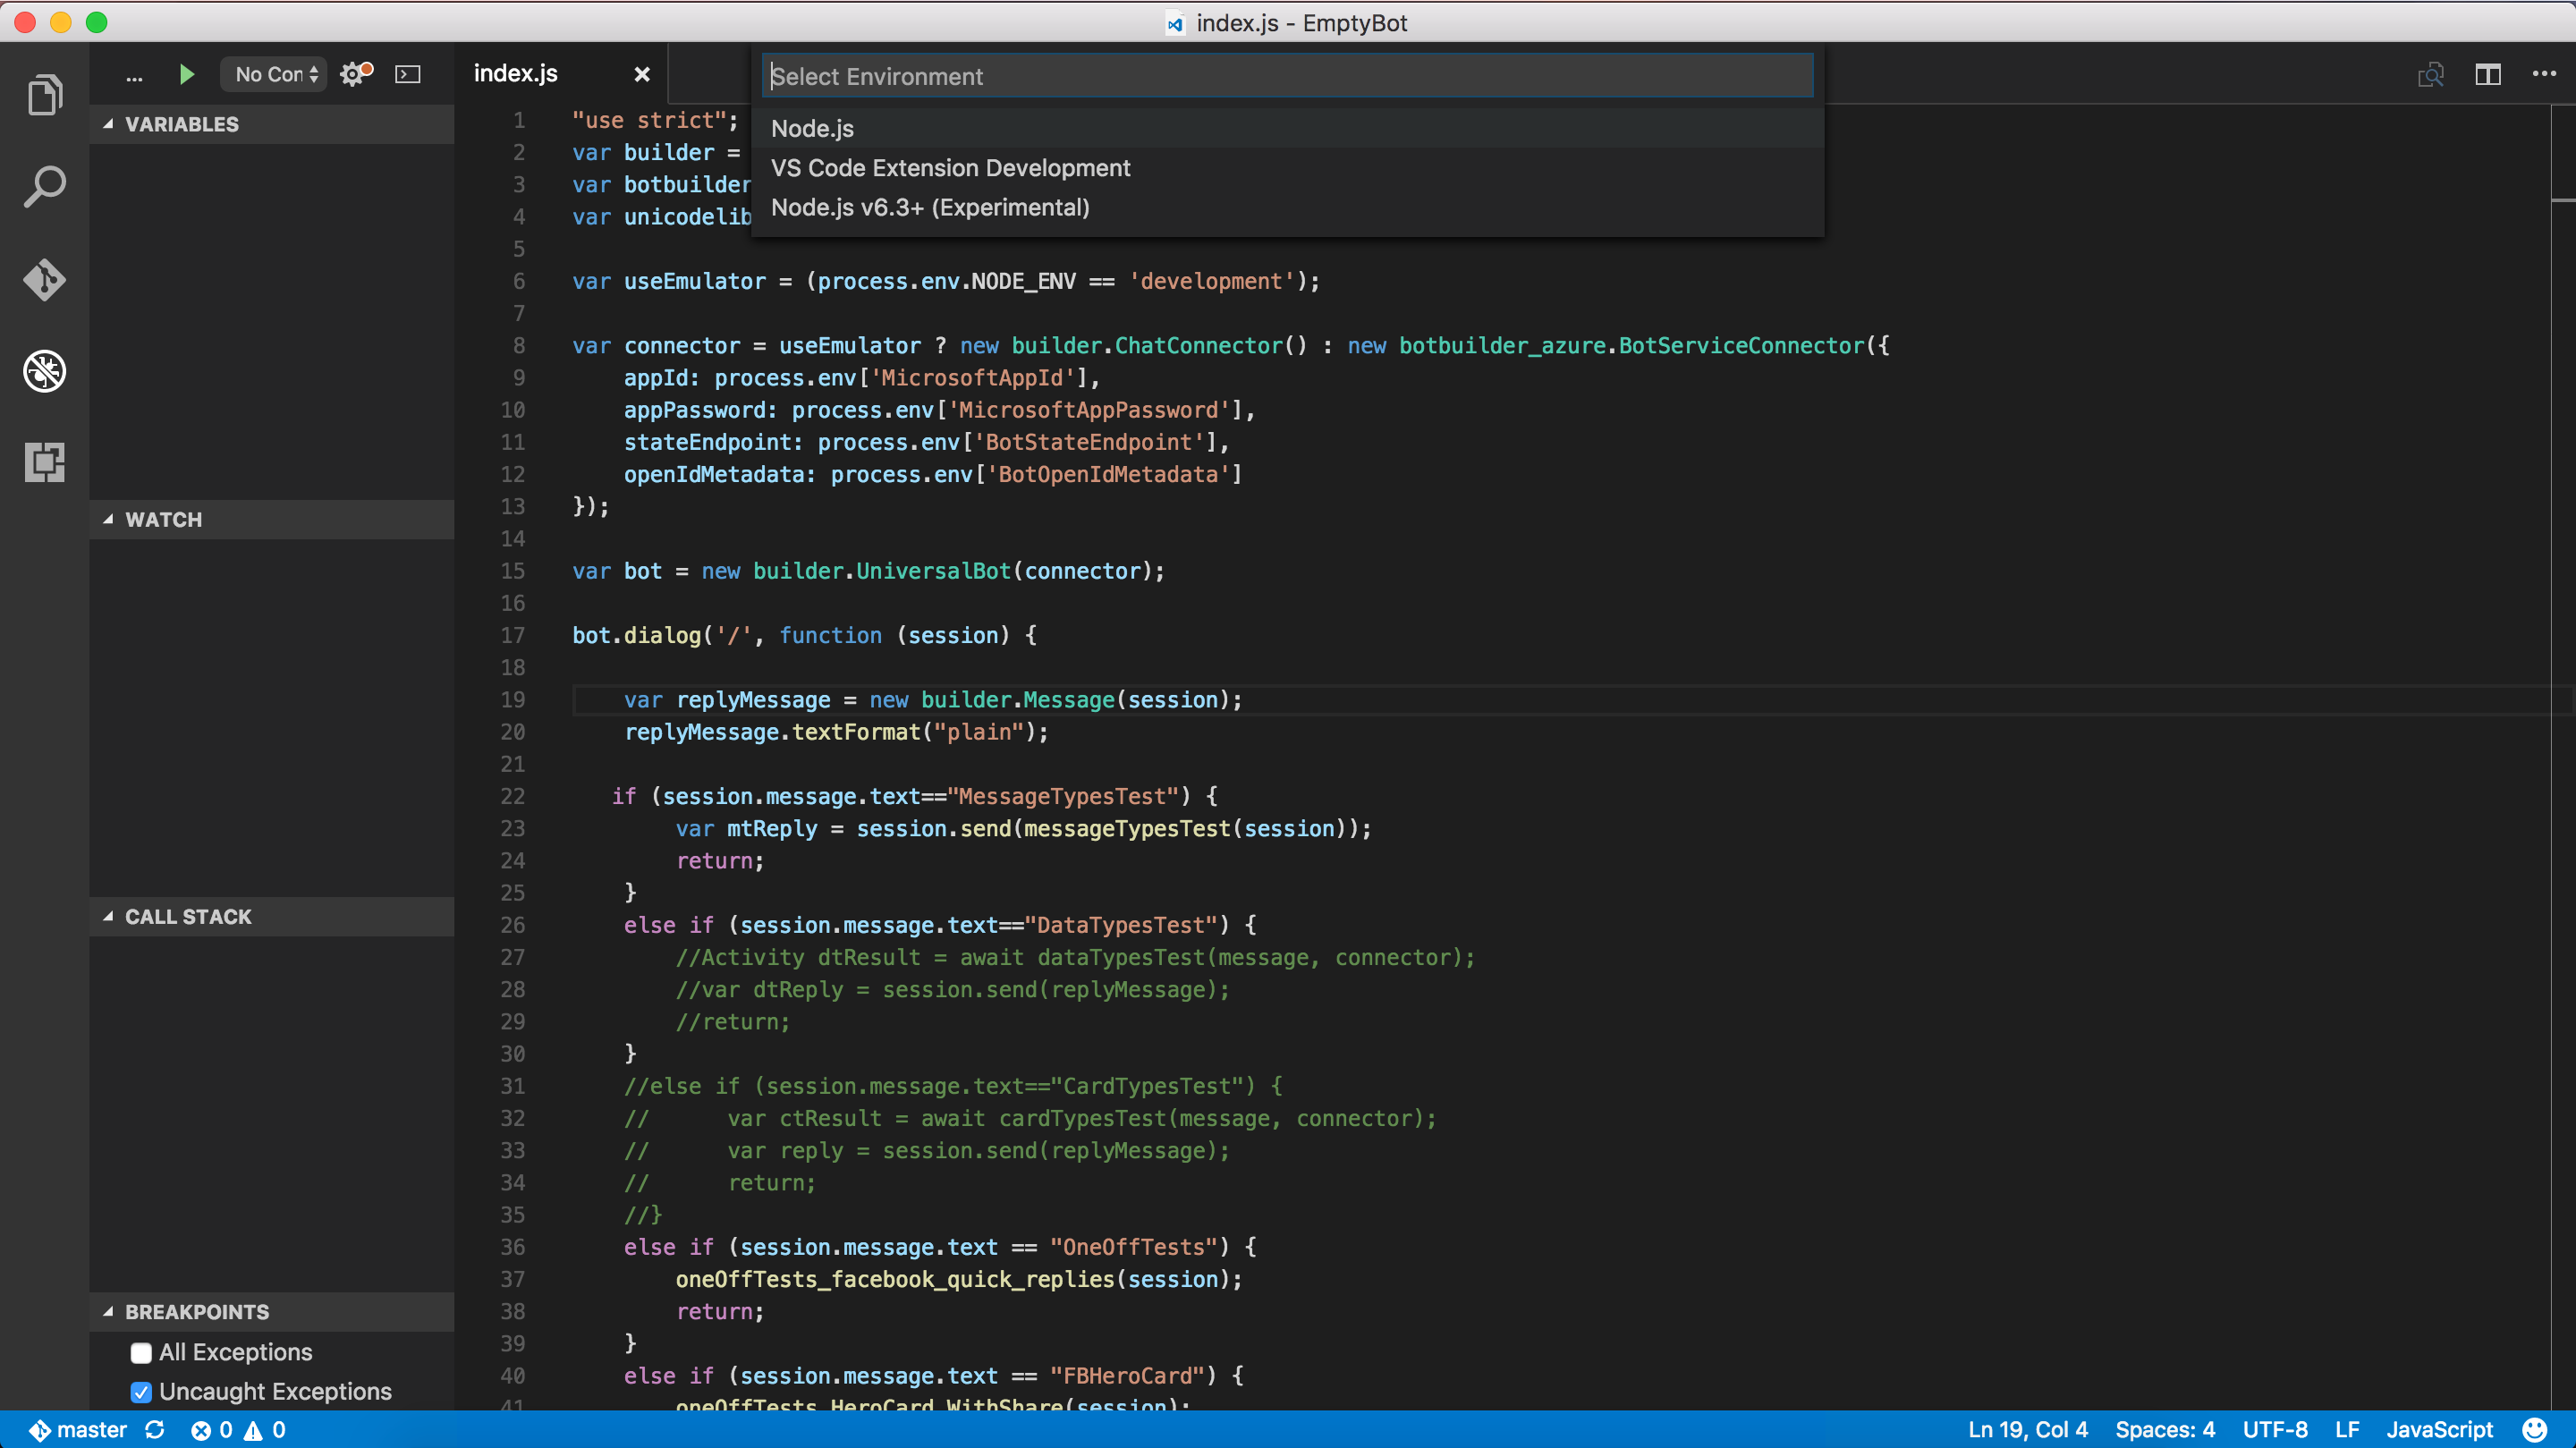 index.js - EmptyBot
... No Con
index.js
Select Environment
Node.js
VS Code Extension Development
Node.js v6.3+ (Experimental)
VARIABLES
WATCH
CALL STACK
BREAKPOINTS
All Exceptions
Uncaught Exceptions
1 "use strict";
2 var builder =
3 var botbuilder
4 var unicodelib
5
6 var useEmulator = (process.env.NODE_ENV == 'development');
7
8 var connector = useEmulator ? new builder.ChatConnector() : new botbuilder_azure.BotServiceConnector({
9     appId: process.env['MicrosoftAppId'],
10     appPassword: process.env['MicrosoftAppPassword'],
11     stateEndpoint: process.env['BotStateEndpoint'],
12     openIdMetadata: process.env['BotOpenIdMetadata']
13 });
14
15 var bot = new builder.UniversalBot(connector);
16
17 bot.dialog('/', function (session) {
18
19     var replyMessage = new builder.Message(session);
20     replyMessage.textFormat("plain");
21
22    if (session.message.text=="MessageTypesTest") {
23         var mtReply = session.send(messageTypesTest(session));
24         return;
25     }
26     else if (session.message.text=="DataTypesTest") {
27         //Activity dtResult = await dataTypesTest(message, connector);
28         //var dtReply = session.send(replyMessage);
29         //return;
30     }
31     //else if (session.message.text=="CardTypesTest") {
32     //      var ctResult = await cardTypesTest(message, connector);
33     //      var reply = session.send(replyMessage);
34     //      return;
35     //}
36     else if (session.message.text == "OneOffTests") {
37         oneOffTests_facebook_quick_replies(session);
38         return;
39     }
40     else if (session.message.text == "FBHeroCard") {
41         oneOffTests_HeroCard_WithShare(session);
master 0 0
Ln 19, Col 4 Spaces: 4 UTF-8 LF JavaScript